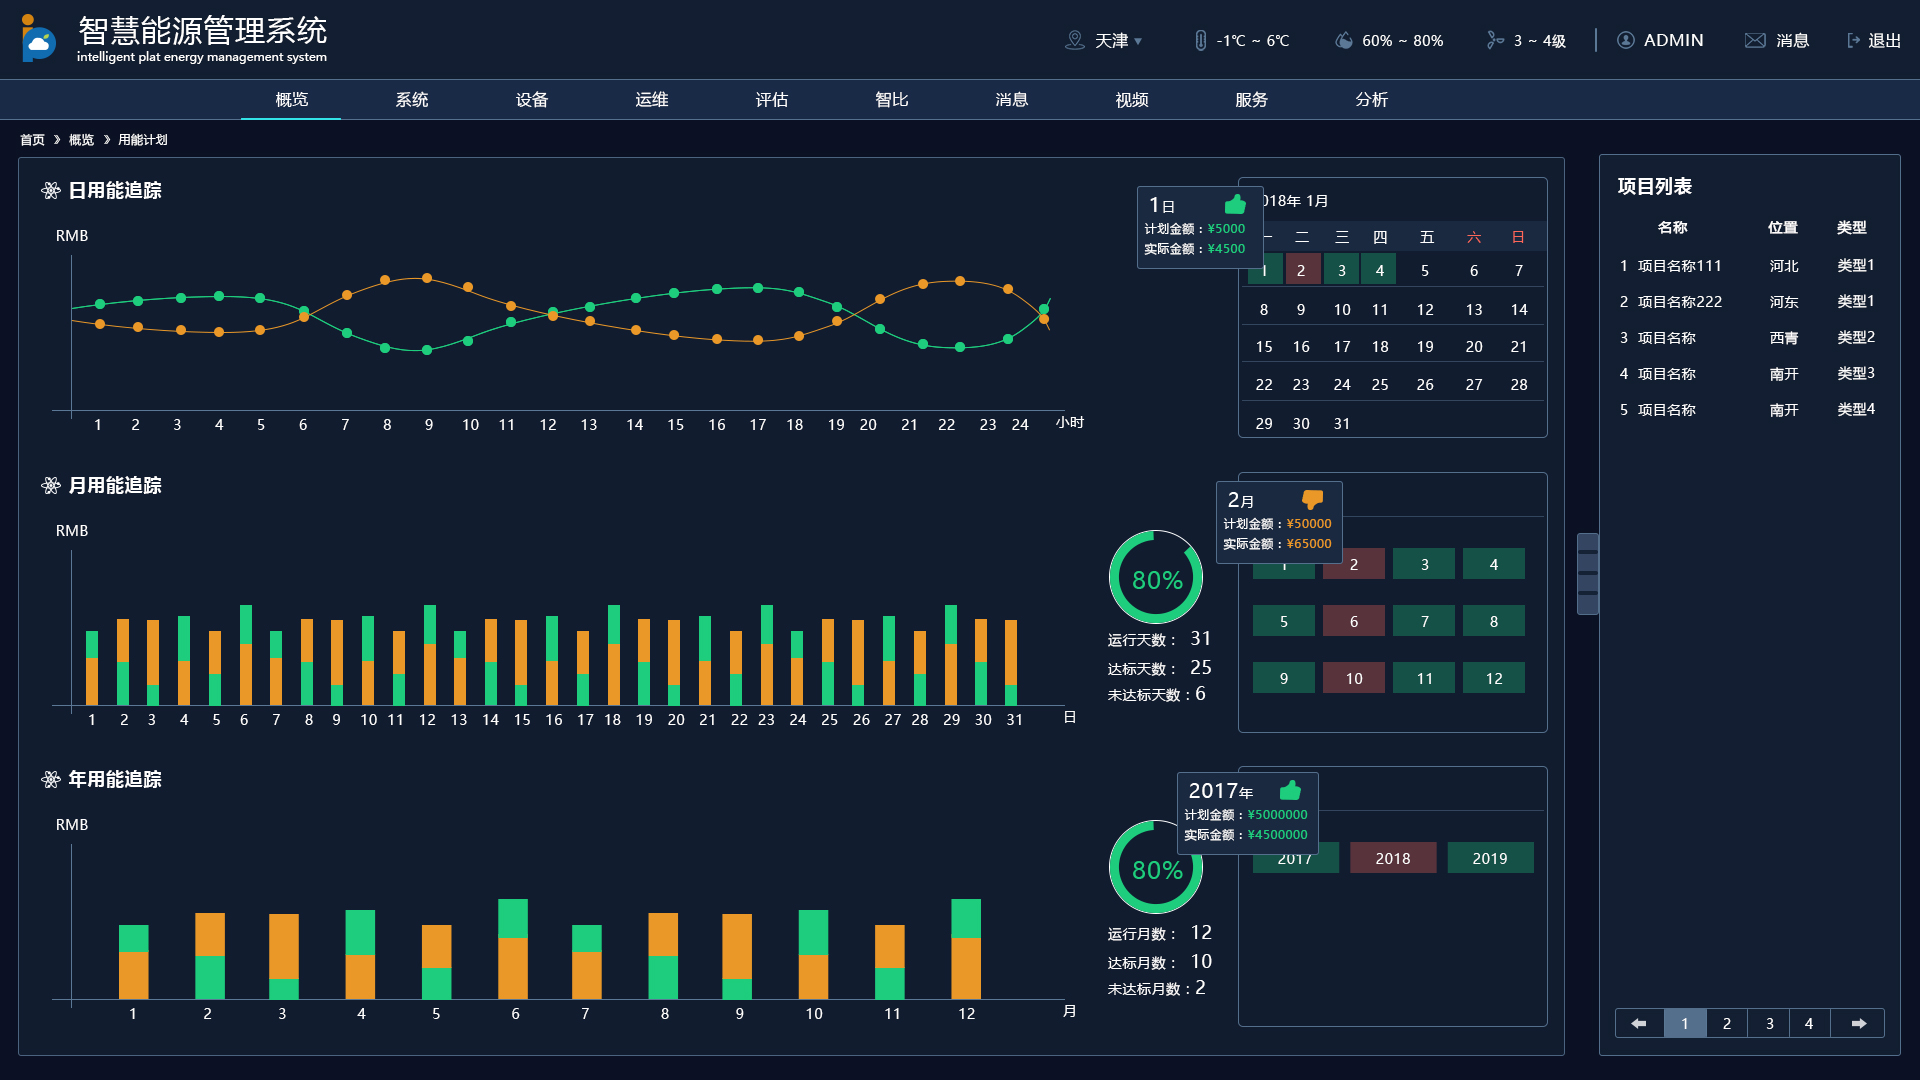 智慧能源管理系统
intelligent plat energy management system
天津 -1℃ ~ 6℃ 60% ~ 80% 3 ~ 4级 ADMIN 消息 退出
概览 系统 设备 运维 评估 智比 消息 视频 服务 分析
首页 》 概览 》 用能计划
日用能追踪
RMB
1 2 3 4 5 6 7 8 9 10 11 12 13 14 15 16 17 18 19 20 21 22 23 24 小时
1日
计划金额：¥5000
实际金额：¥4500
018年 1月
一 二 三 四 五 六 日
1 2 3 4 5 6 7
8 9 10 11 12 13 14
15 16 17 18 19 20 21
22 23 24 25 26 27 28
29 30 31
月用能追踪
RMB
1 2 3 4 5 6 7 8 9 10 11 12 13 14 15 16 17 18 19 20 21 22 23 24 25 26 27 28 29 30 31 日
80%
运行天数： 31
达标天数： 25
未达标天数：6
2月
计划金额：¥50000
实际金额：¥65000
1 2 3 4
5 6 7 8
9 10 11 12
年用能追踪
RMB
1 2 3 4 5 6 7 8 9 10 11 12 月
80%
运行月数： 12
达标月数： 10
未达标月数：2
2017年
计划金额：¥5000000
实际金额：¥4500000
2017 2018 2019
项目列表
名称 位置 类型
1 项目名称111 河北 类型1
2 项目名称222 河东 类型1
3 项目名称 西青 类型2
4 项目名称 南开 类型3
5 项目名称 南开 类型4
1 2 3 4